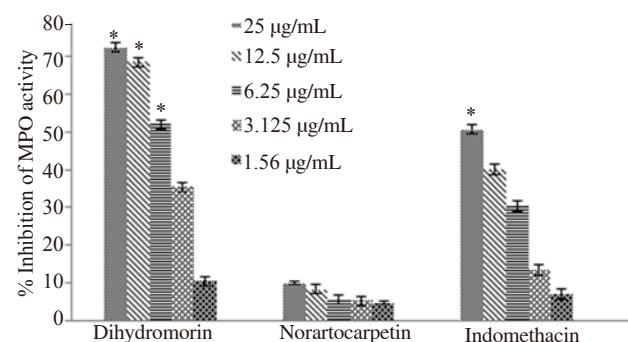 80
70
60
50
40
30
20
10
0
% Inhibition of MPO activity
* * * *
25 µg/mL
12.5 µg/mL
6.25 µg/mL
3.125 µg/mL
1.56 µg/mL
Dihydromorin Norartocarpetin Indomethacin